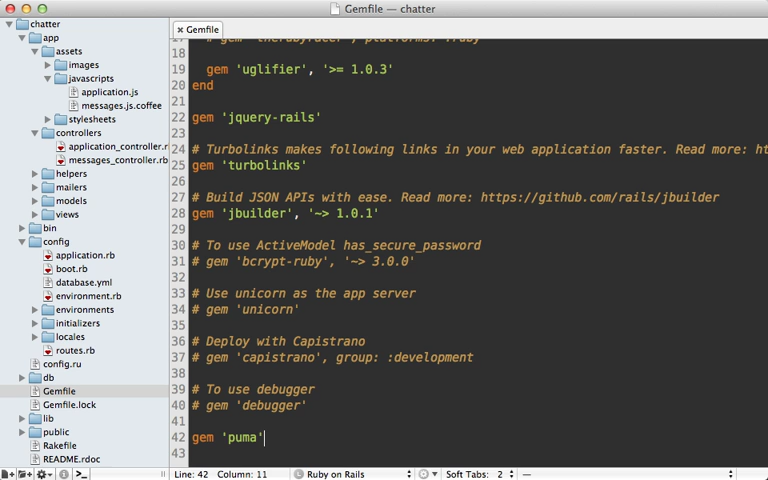 Gemfile — chatter
chatter
app
assets
images
javascripts
application.js
messages.js.coffee
stylesheets
controllers
application_controller.rb
messages_controller.rb
helpers
mailers
models
views
bin
config
application.rb
boot.rb
database.yml
environment.rb
environments
initializers
locales
routes.rb
config.ru
db
Gemfile
Gemfile.lock
lib
public
Rakefile
README.rdoc
Gemfile
17 # gem 'therubyracer', platforms: :ruby
18
19 gem 'uglifier', '>= 1.0.3'
20 end
21
22 gem 'jquery-rails'
23
24 # Turbolinks makes following links in your web application faster. Read more: ht
25 gem 'turbolinks'
26
27 # Build JSON APIs with ease. Read more: https://github.com/rails/jbuilder
28 gem 'jbuilder', '~> 1.0.1'
29
30 # To use ActiveModel has_secure_password
31 # gem 'bcrypt-ruby', '~> 3.0.0'
32
33 # Use unicorn as the app server
34 # gem 'unicorn'
35
36 # Deploy with Capistrano
37 # gem 'capistrano', group: :development
38
39 # To use debugger
40 # gem 'debugger'
41
42 gem 'puma'
43
Line: 42 Column: 11 Ruby on Rails Soft Tabs: 2 —